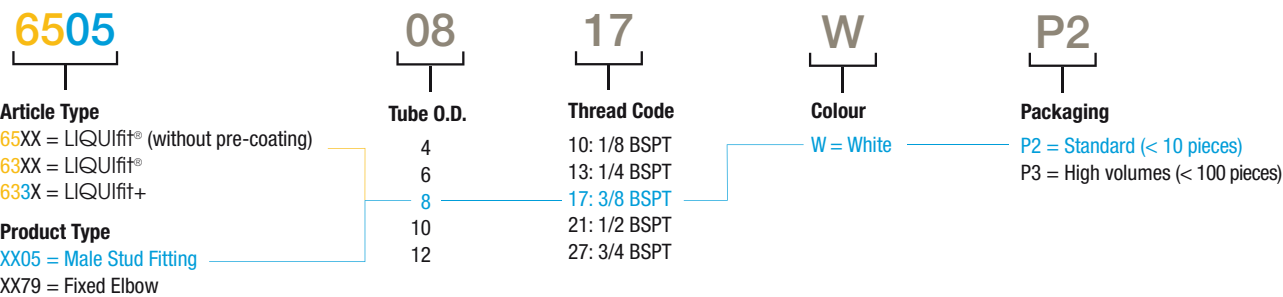 6505 08 17 W P2
Article Type
65XX = LIQUIfit® (without pre-coating)
63XX = LIQUIfit®
633X = LIQUIfit+
Product Type
XX05 = Male Stud Fitting
XX79 = Fixed Elbow
Tube O.D.
4
6
8
10
12
Thread Code
10: 1/8 BSPT
13: 1/4 BSPT
17: 3/8 BSPT
21: 1/2 BSPT
27: 3/4 BSPT
Colour
W = White
Packaging
P2 = Standard (< 10 pieces)
P3 = High volumes (< 100 pieces)